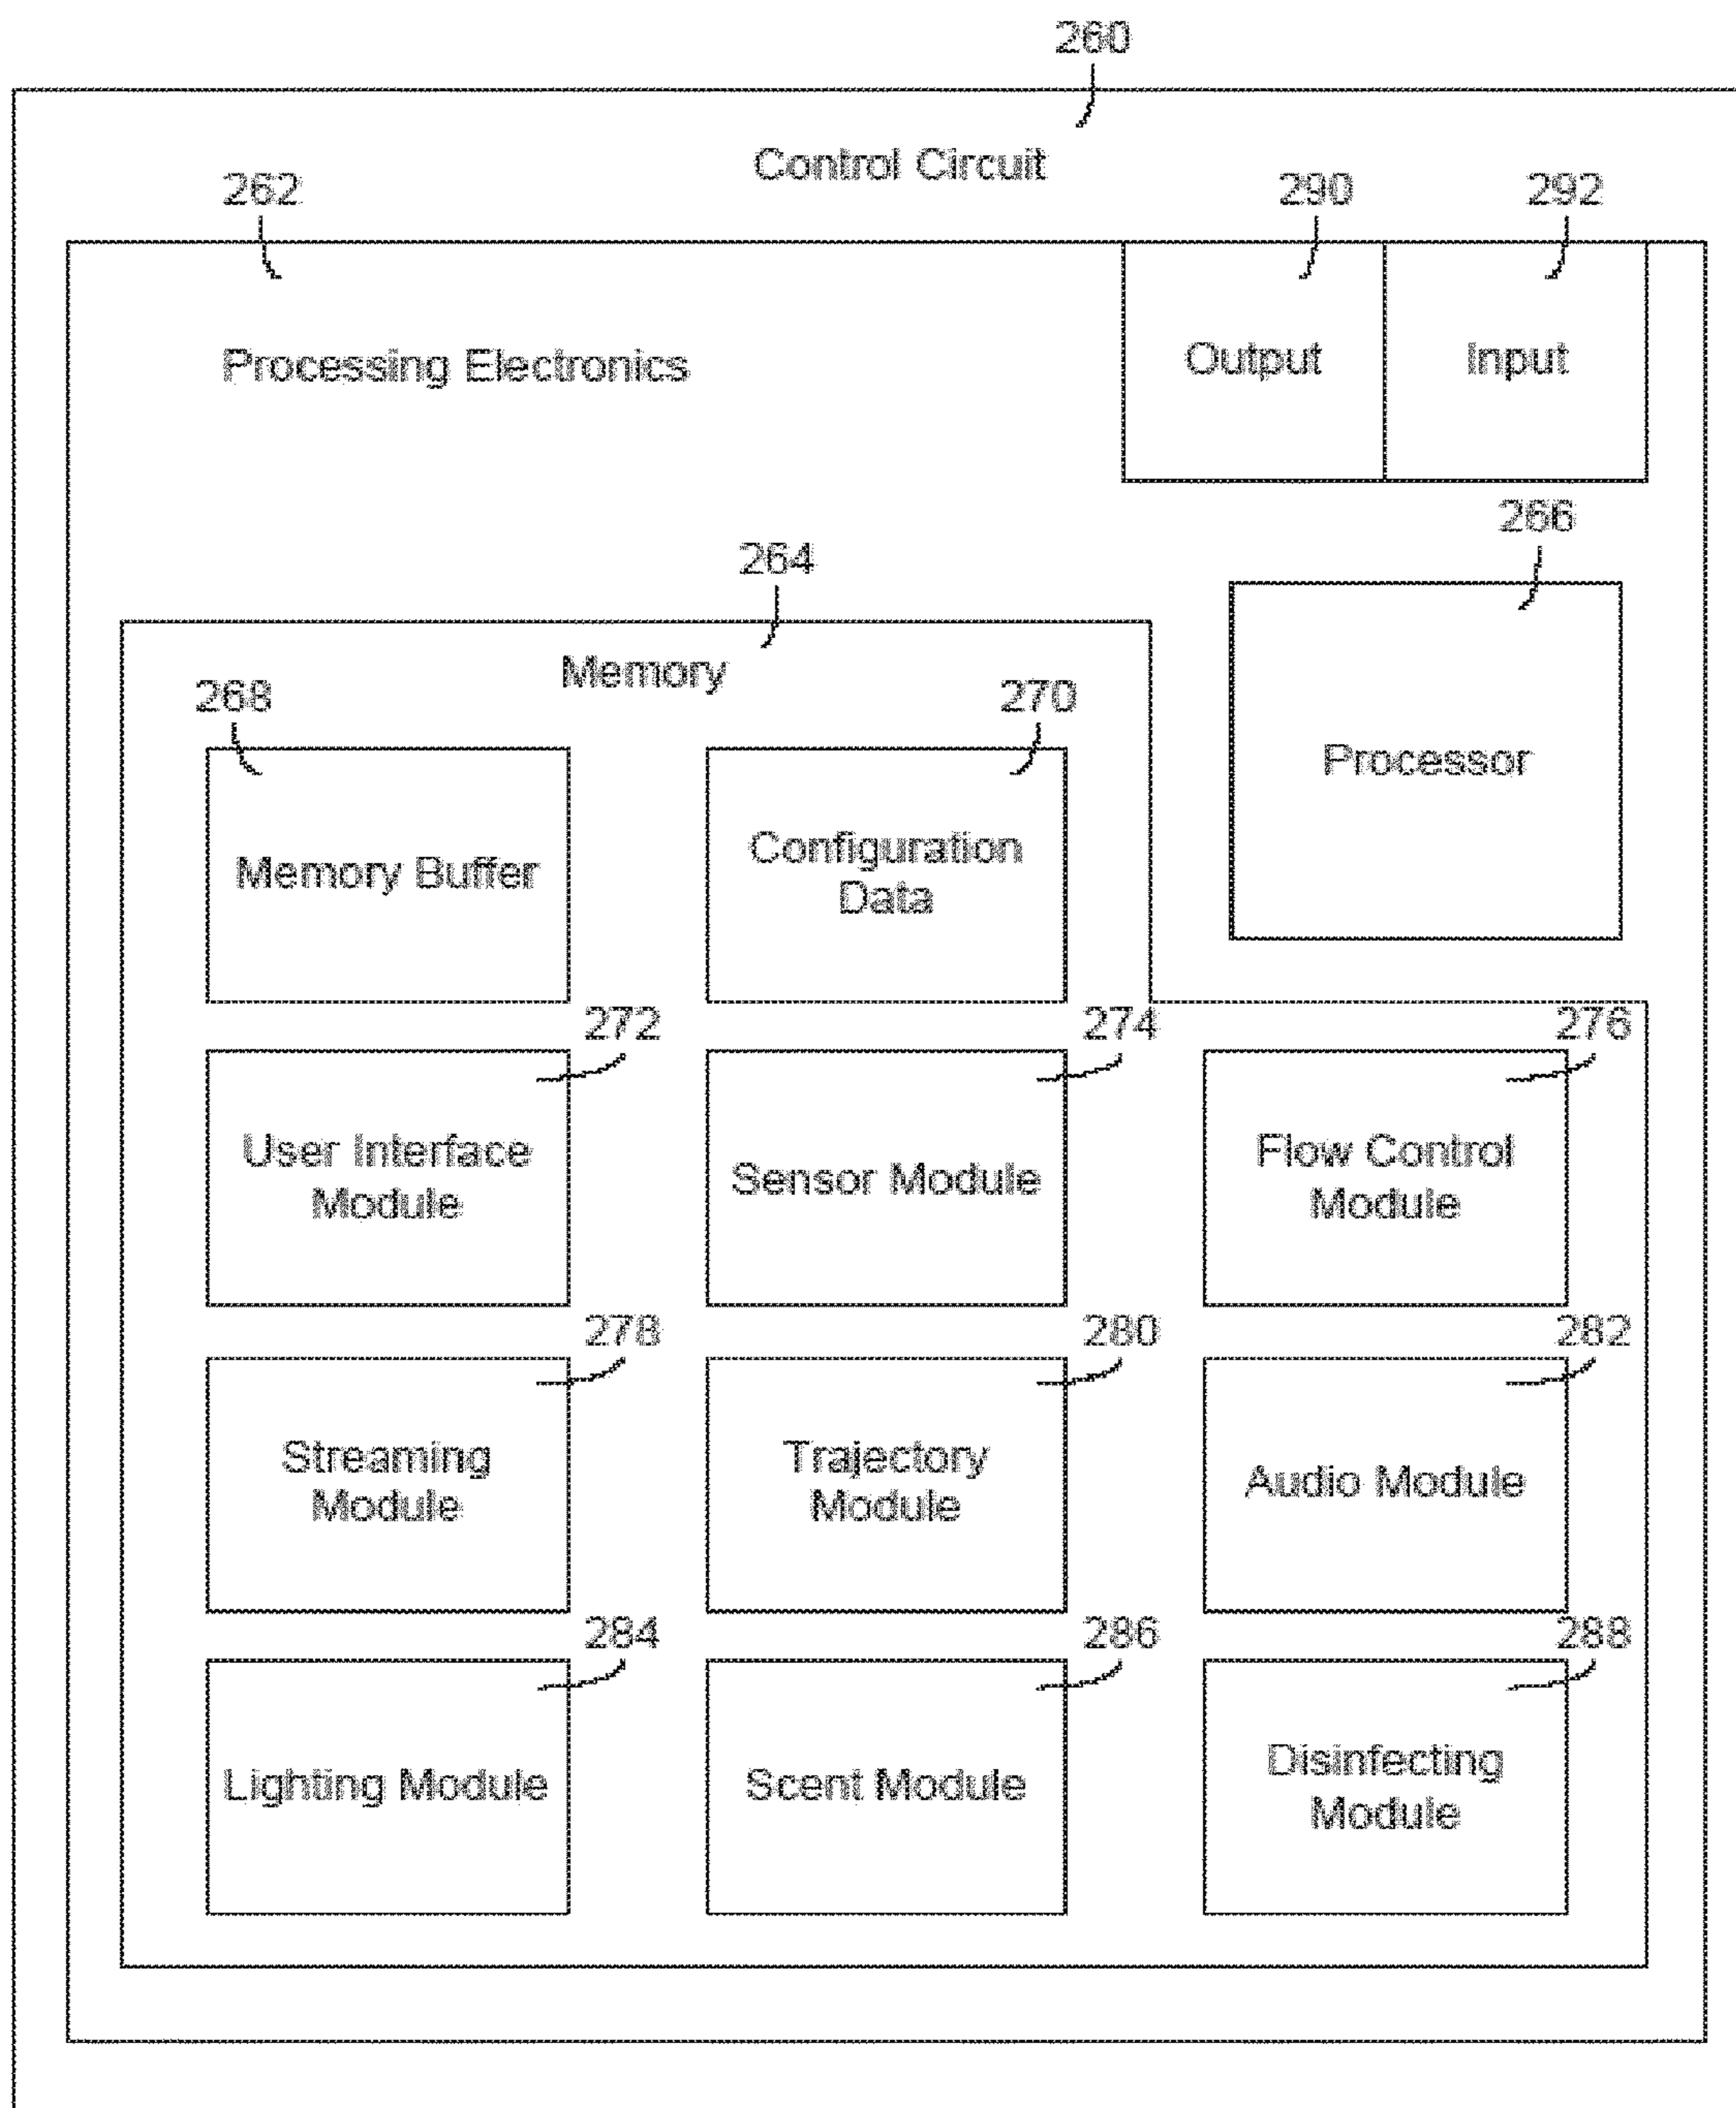 260
Control Circuit
262
290
292
Processing Electronics
Output
Input
266
264
Memory
268
270
Processor
Memory Buffer
Configuration
Data
272
274
276
User Interface
Module
Sensor Module
Flow Control
Module
278
280
282
Streaming
Module
Trajectory
Module
Audio Module
284
286
288
Lighting Module
Scent Module
Disinfecting
Module